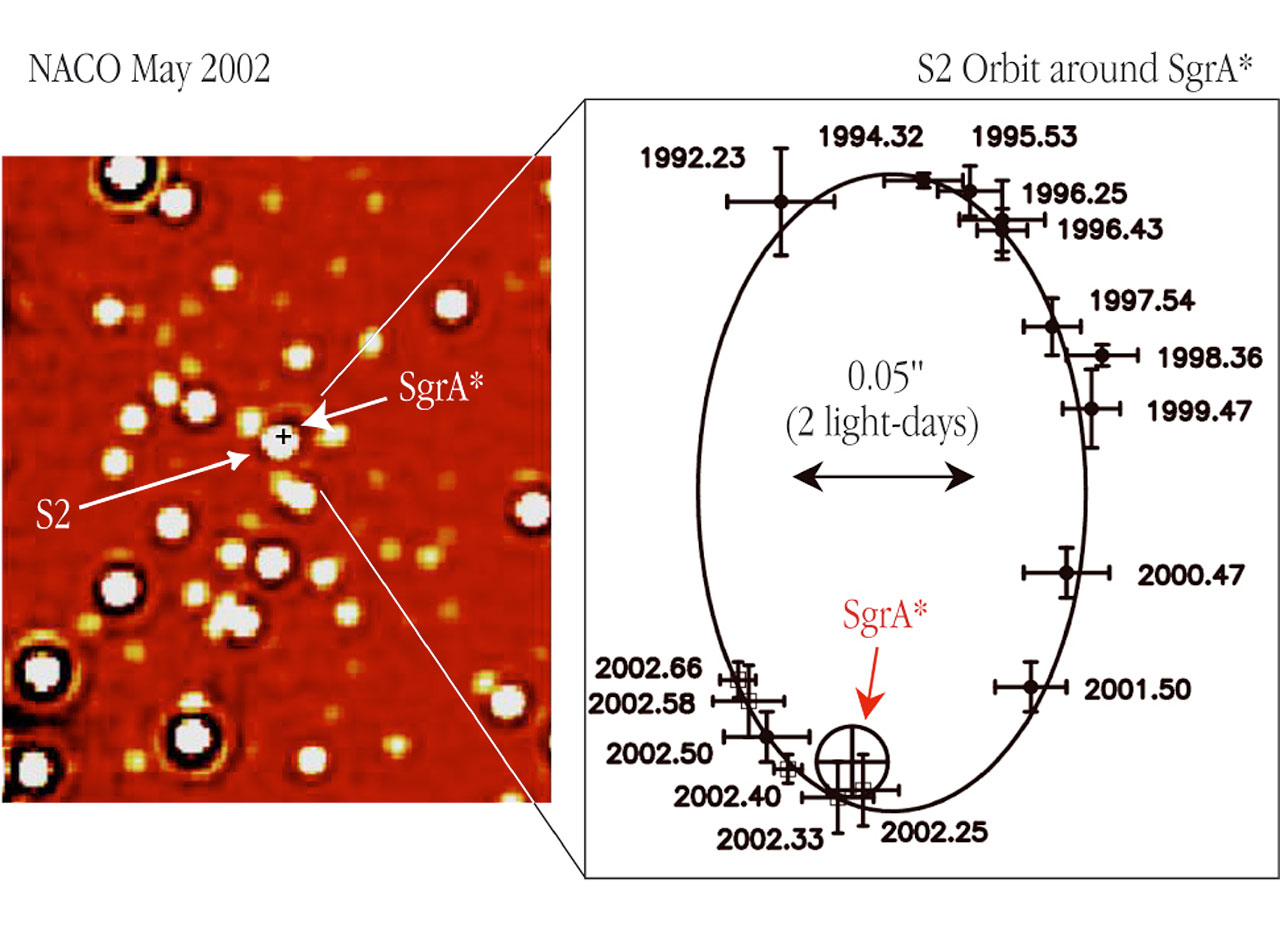 NACO May 2002
S2 Orbit around SgrA*
SgrA*
S2
1992.23
1994.32
1995.53
1996.25
1996.43
1997.54
1998.36
1999.47
0.05"
(2 light-days)
2000.47
SgrA*
2001.50
2002.66
2002.58
2002.50
2002.40
2002.33
2002.25